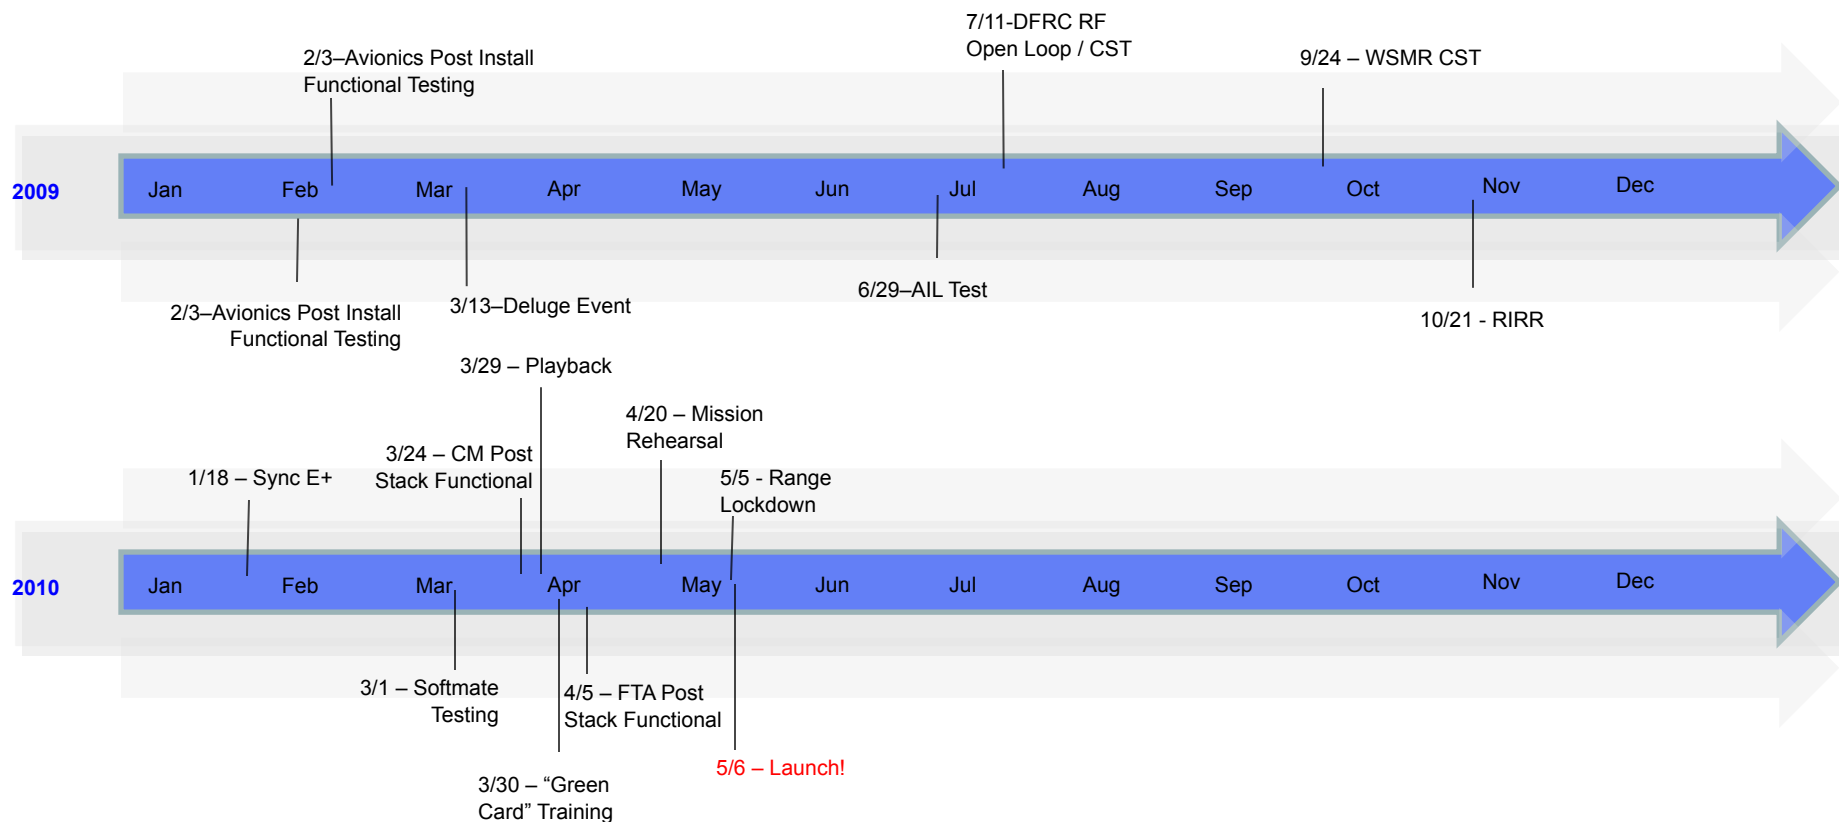 7/11-DFRC RF
Open Loop / CST
2/3–Avionics Post Install
Functional Testing
9/24 – WSMR CST
2009
Jan
Feb
Mar
Apr
May
Jun
Jul
Aug
Sep
Oct
Nov
Dec
2/3–Avionics Post Install
Functional Testing
3/13–Deluge Event
6/29–AIL Test
10/21 - RIRR
3/29 – Playback
4/20 – Mission
Rehearsal
3/24 – CM Post
Stack Functional
1/18 – Sync E+
5/5 - Range
Lockdown
2010
Jan
Feb
Mar
Apr
May
Jun
Jul
Aug
Sep
Oct
Nov
Dec
3/1 – Softmate
Testing
4/5 – FTA Post
Stack Functional
5/6 – Launch!
3/30 – “Green
Card” Training